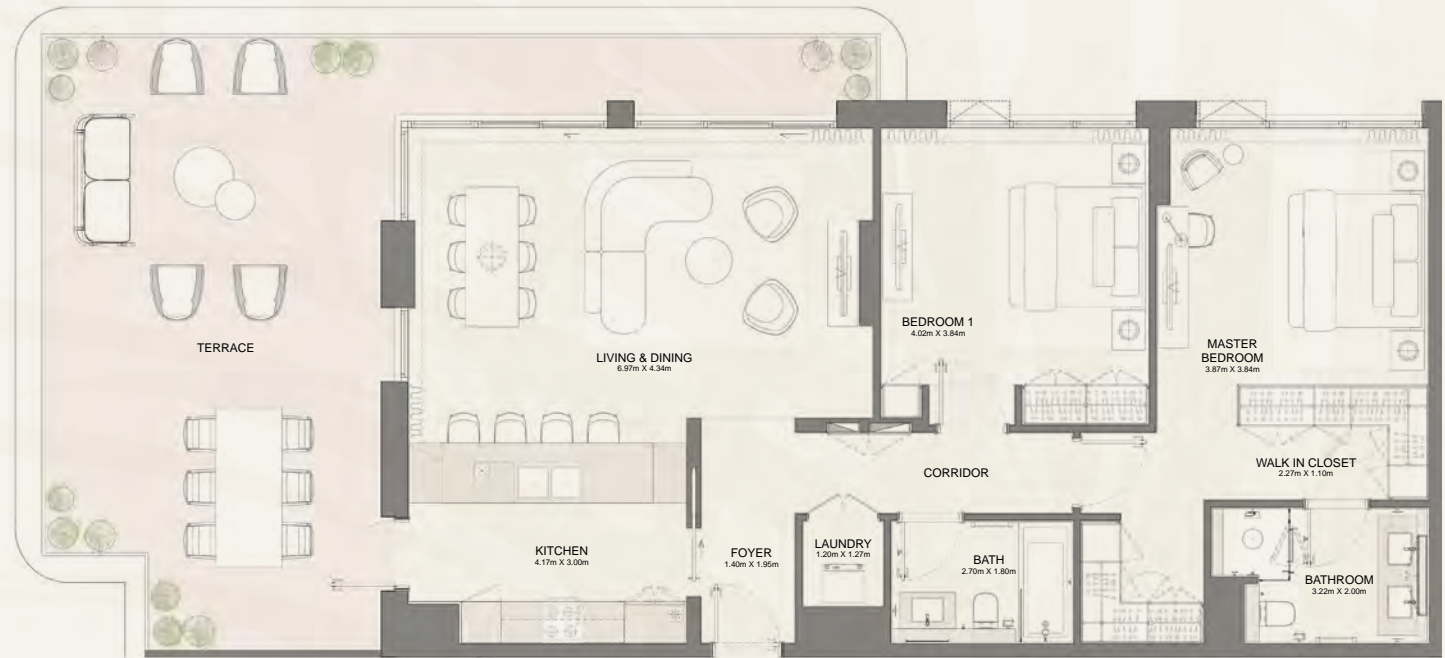 TERRACE
LIVING & DINING
6.97m X 4.34m
BEDROOM 1
4.02m X 3.84m
MASTER
BEDROOM
3.87m X 3.84m
WALK IN CLOSET
2.27m X 1.10m
CORRIDOR
KITCHEN
4.17m X 3.00m
FOYER
1.40m X 1.95m
LAUNDRY
1.20m X 1.27m
BATH
2.70m X 1.80m
BATHROOM
3.22m X 2.00m